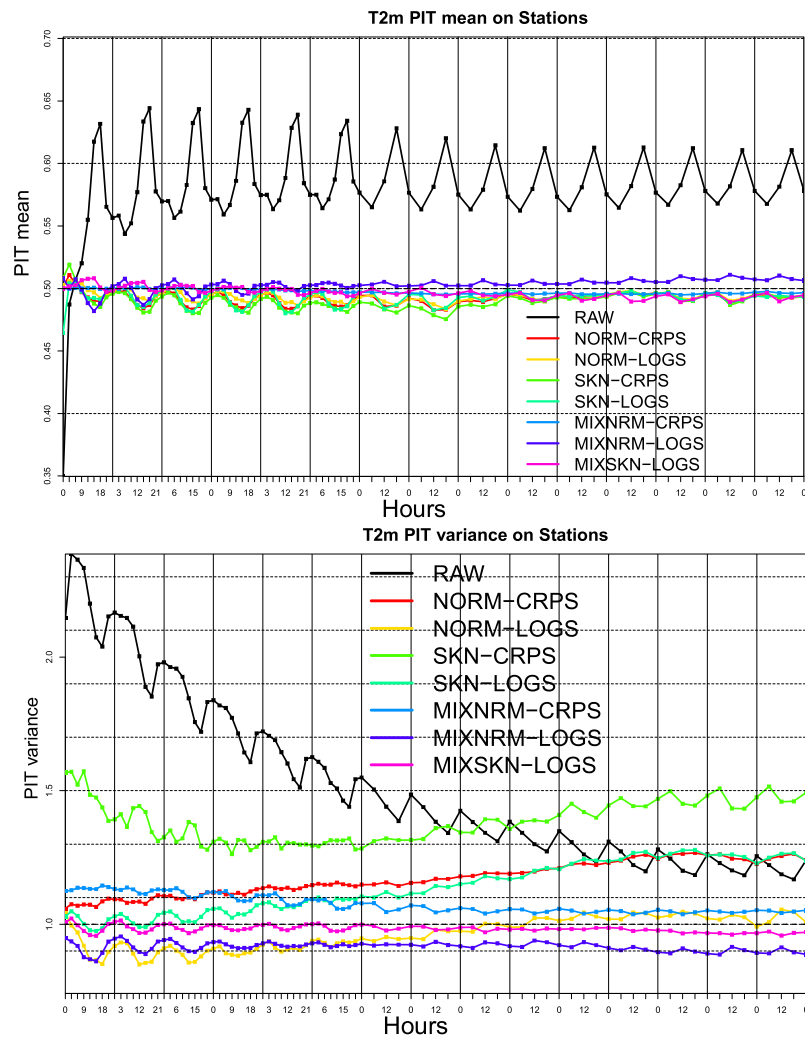 T2m PIT mean on Stations
0.70
0.65
0.60
0.55
0.50
0.45
0.40
0.35
PIT mean
RAW
NORM−CRPS
NORM−LOGS
SKN−CRPS
SKN−LOGS
MIXNRM−CRPS
MIXNRM−LOGS
MIXSKN−LOGS
0 9 18 3 12 21 6 15 0 9 18 3 12 21 6 15 0 12 0 12 0 12 0 12 0 12 0 12 0 12 0 12 0 12 0
Hours
T2m PIT variance on Stations
2.0
1.5
1.0
PIT variance
RAW
NORM−CRPS
NORM−LOGS
SKN−CRPS
SKN−LOGS
MIXNRM−CRPS
MIXNRM−LOGS
MIXSKN−LOGS
0 9 18 3 12 21 6 15 0 9 18 3 12 21 6 15 0 12 0 12 0 12 0 12 0 12 0 12 0 12 0 12 0 12 0
Hours